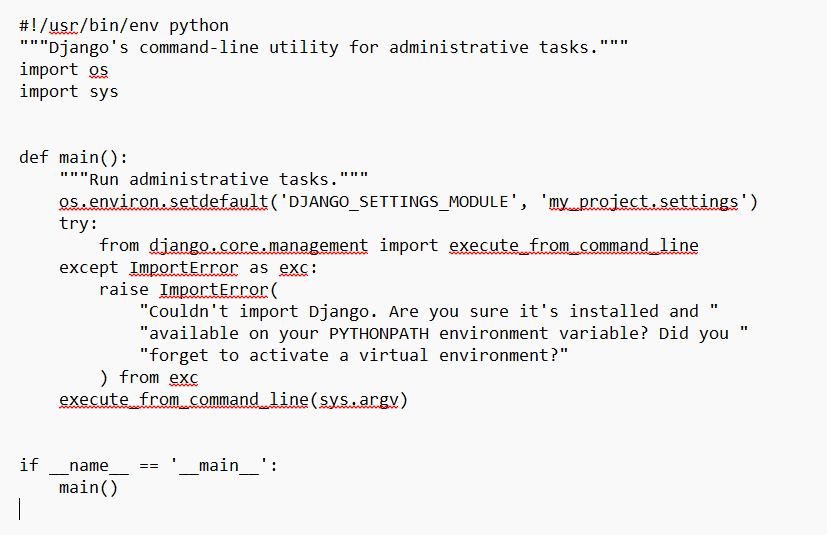 #!/usr/bin/env python
"""Django's command-line utility for administrative tasks."""
import os
import sys


def main():
    """Run administrative tasks."""
    os.environ.setdefault('DJANGO_SETTINGS_MODULE', 'my_project.settings')
    try:
        from django.core.management import execute_from_command_line
    except ImportError as exc:
        raise ImportError(
            "Couldn't import Django. Are you sure it's installed and "
            "available on your PYTHONPATH environment variable? Did you "
            "forget to activate a virtual environment?"
        ) from exc
    execute_from_command_line(sys.argv)


if __name__ == '__main__':
    main()